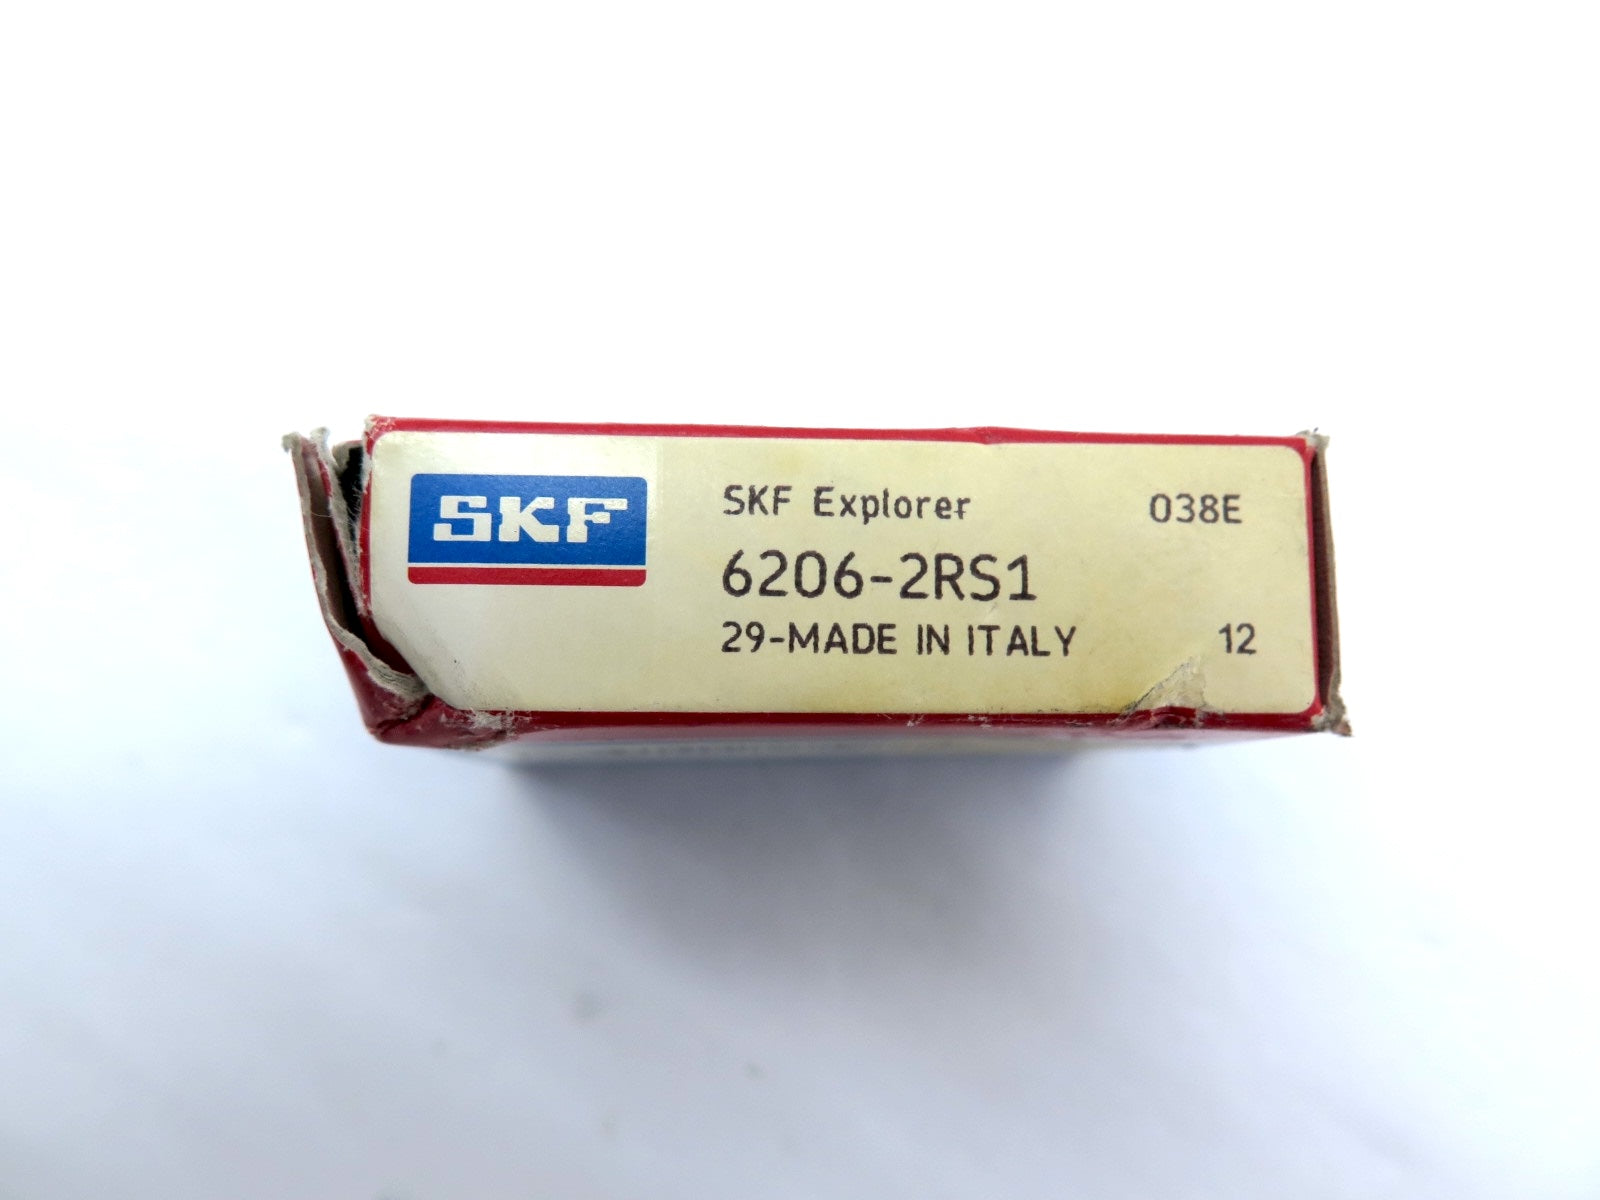 SKF
SKF Explorer 038E
6206-2RS1
29-MADE IN ITALY 12